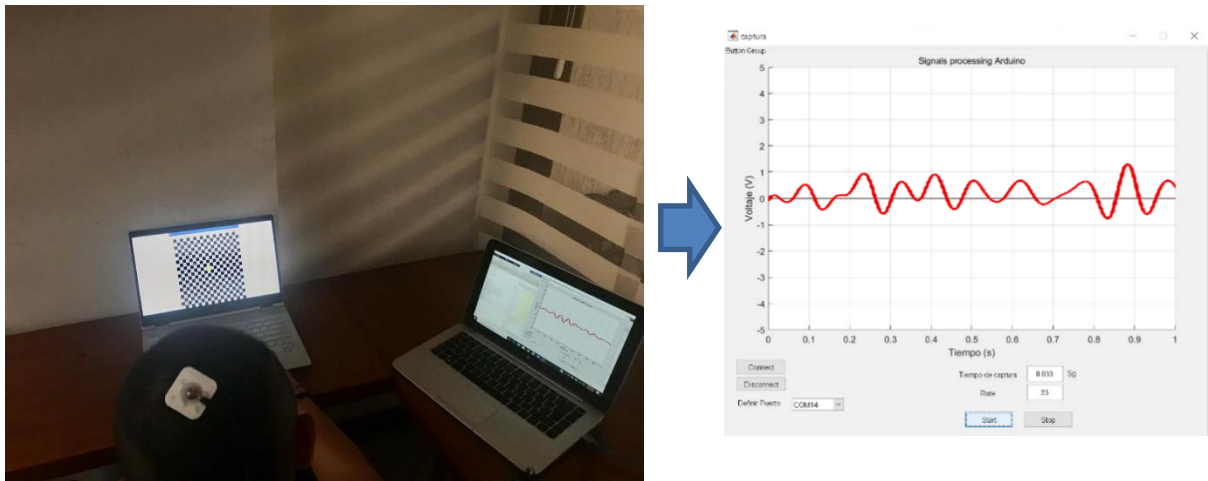 captura
Button Group
Signals processing Arduino
5
4
3
2
1
0
-1
-2
-3
-4
-5
Voltaje (V)
0 0.1 0.2 0.3 0.4 0.5 0.6 0.7 0.8 0.9 1
Tiempo (s)
Connect
Disconnect
Definir Puerto COM14
Tiempo de captura 8.033 Sg
Rate 23
Start Stop